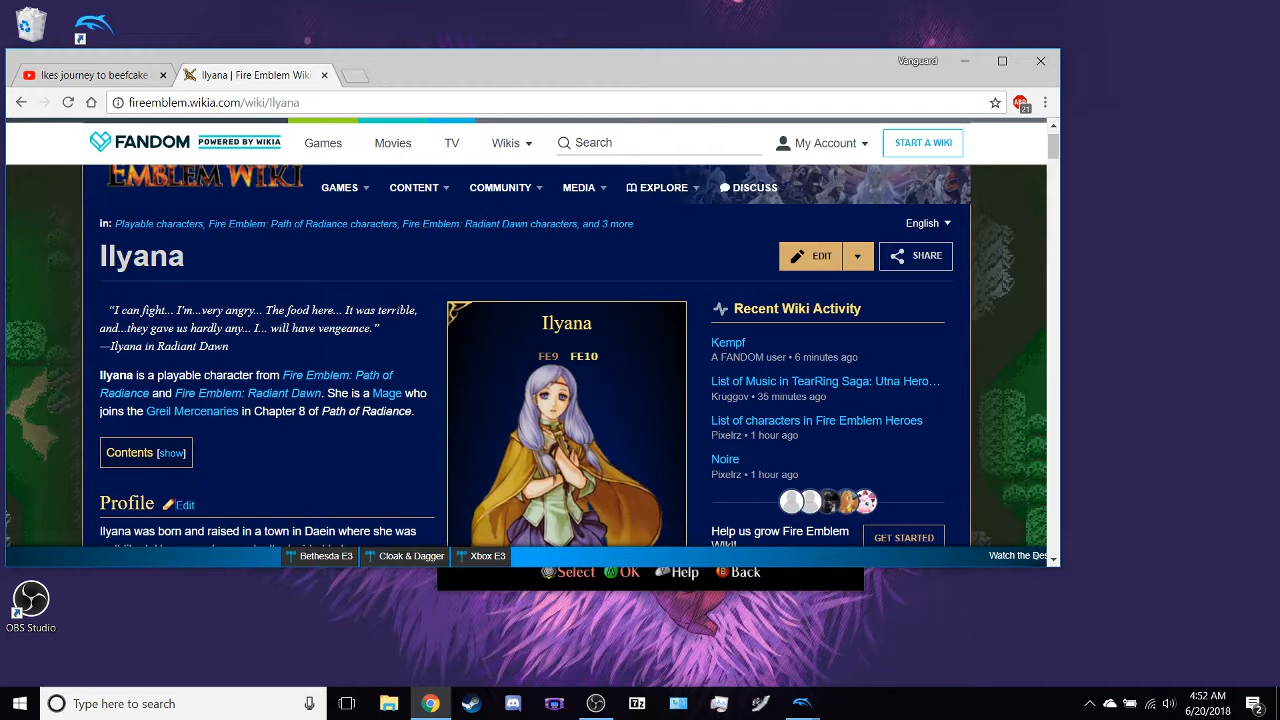 Vanguard
Ikes journey to beefcake
Ilyana | Fire Emblem Wiki
fireemblem.wikia.com/wiki/Ilyana
ABP
21
FANDOM POWERED BY WIKIA
Games Movies TV Wikis Search My Account START A WIKI
EMBLEM WIKI
GAMES CONTENT COMMUNITY MEDIA EXPLORE DISCUSS
in: Playable characters, Fire Emblem: Path of Radiance characters, Fire Emblem: Radiant Dawn characters, and 3 more
English
Ilyana
EDIT SHARE
“I can fight... I'm...very angry... The food here... It was terrible,
and...they gave us hardly any... I... will have vengeance.”
—Ilyana in Radiant Dawn
Ilyana is a playable character from Fire Emblem: Path of
Radiance and Fire Emblem: Radiant Dawn. She is a Mage who
joins the Greil Mercenaries in Chapter 8 of Path of Radiance.
Contents [show]
Profile Edit
Ilyana was born and raised in a town in Daein where she was
Ilyana
FE9 FE10
Recent Wiki Activity
Kempf
A FANDOM user • 6 minutes ago
List of Music in TearRing Saga: Utna Hero…
Kruggov • 35 minutes ago
List of characters in Fire Emblem Heroes
Pixelrz • 1 hour ago
Noire
Pixelrz • 1 hour ago
Help us grow Fire Emblem
Wiki!
GET STARTED
Bethesda E3 Cloak & Dagger Xbox E3
Watch the Des
Select A OK Help B Back
OBS Studio
Type here to search
7z
4:52 AM
6/20/2018
2